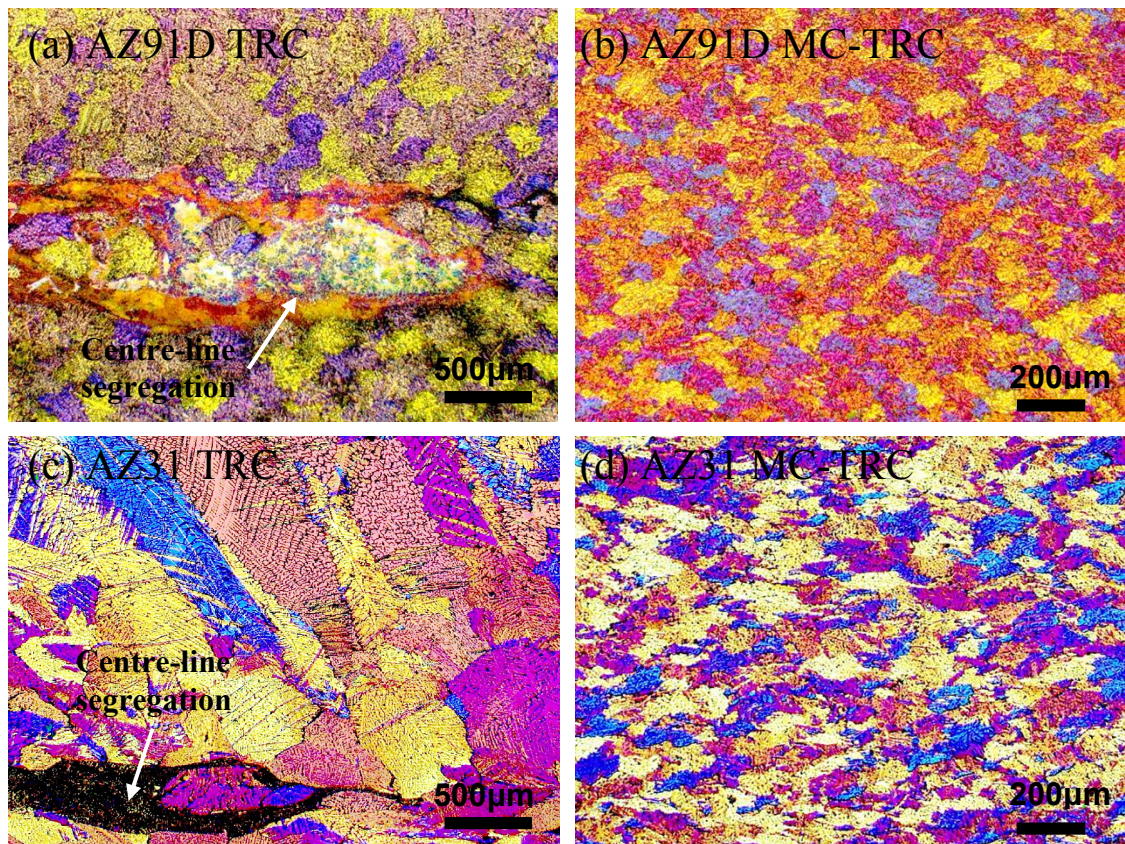 (a) AZ91D TRC
Centre-line
segregation
500μm
(b) AZ91D MC-TRC
200μm
(c) AZ31 TRC
Centre-line
segregation
500μm
(d) AZ31 MC-TRC
200μm